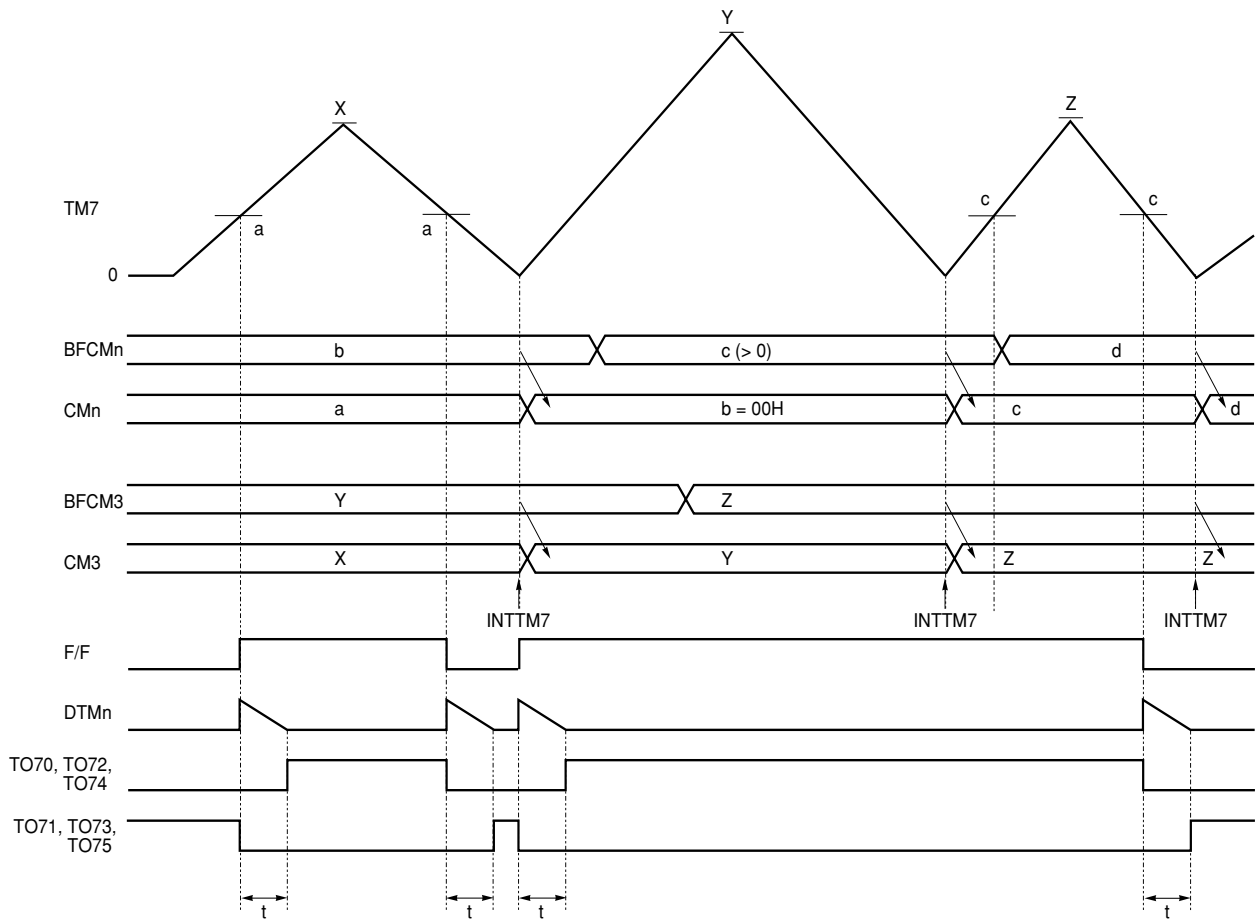 Y
X
Z
TM7
a
a
c
c
0
BFCMn
b
c (> 0)
d
CMn
a
b = 00H
c
d
BFCM3
Y
Z
CM3
X
Y
Z
Z
INTTM7
INTTM7
INTTM7
F/F
DTMn
TO70, TO72,
TO74
TO71, TO73,
TO75
t
t
t
t